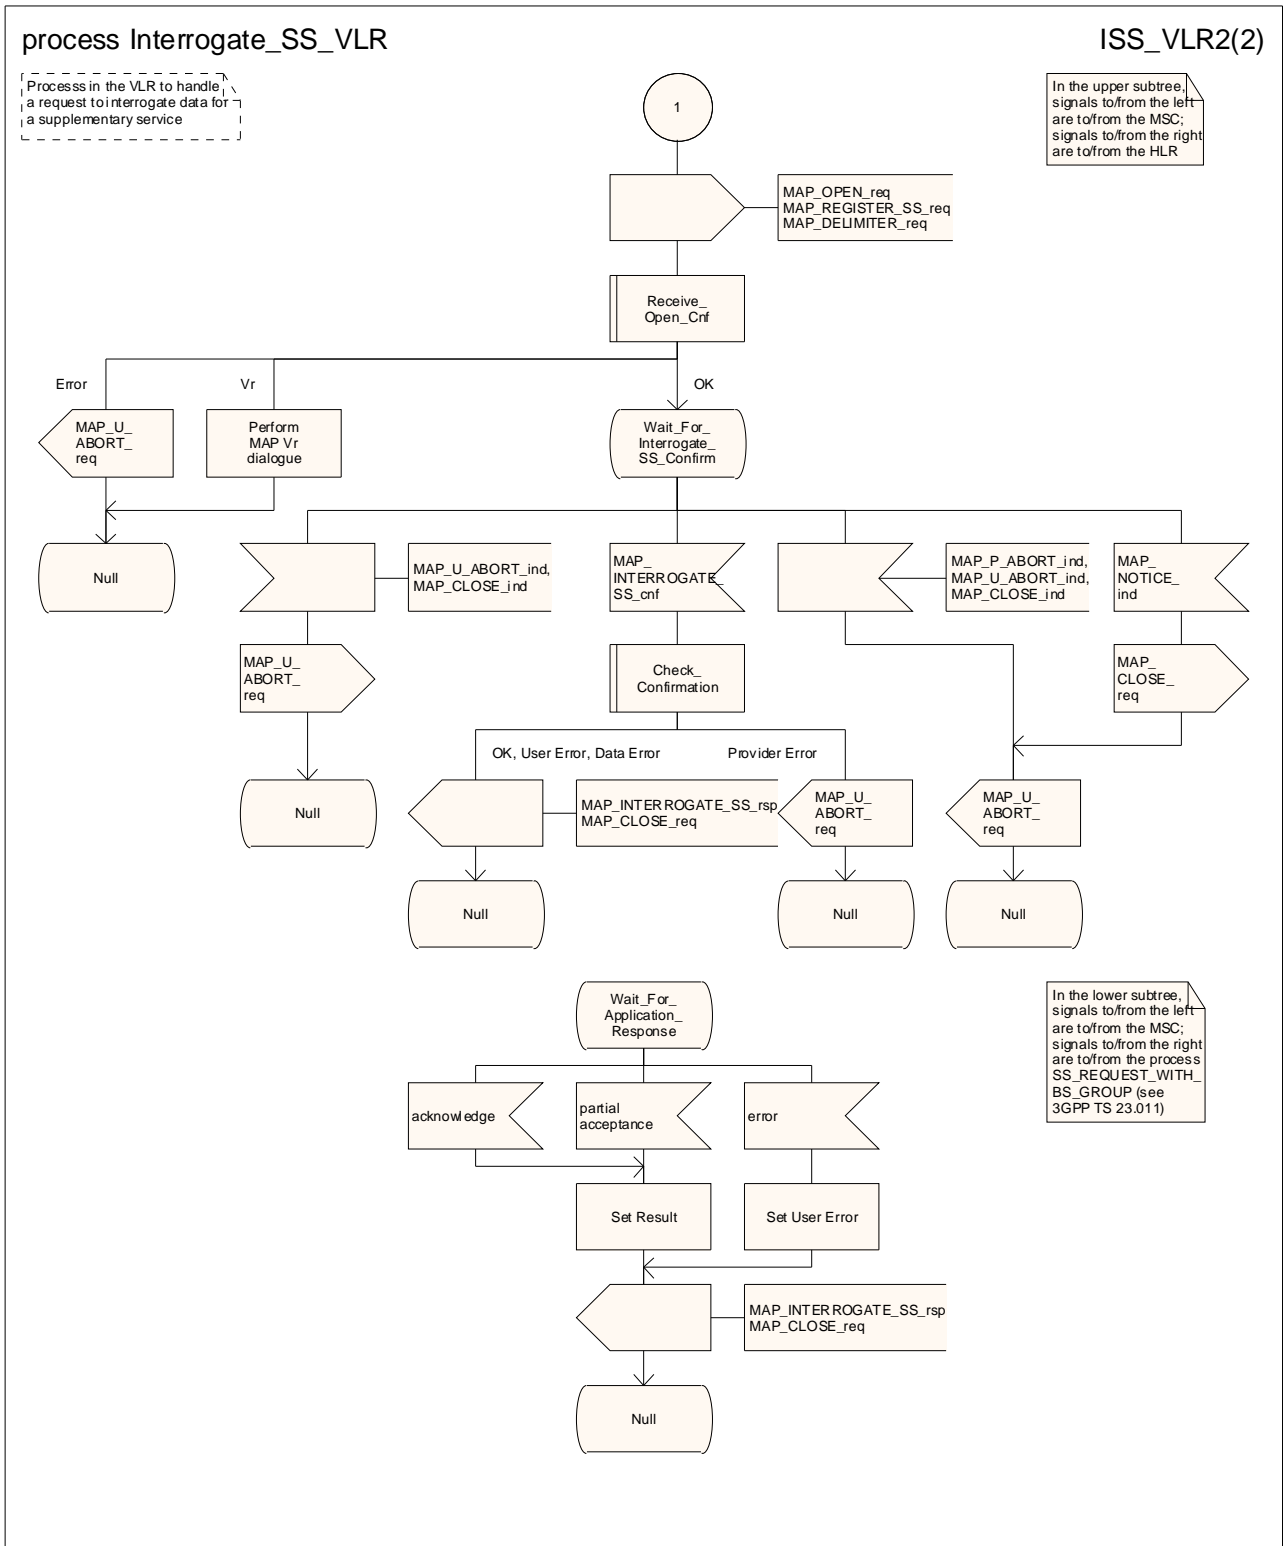 process Interrogate_SS_VLR
ISS_VLR2(2)
Processs in the VLR to handle
a request to interrogate data for
a supplementary service
1
In the upper subtree,
signals to/from the left
are to/from the MSC;
signals to/from the right
are to/from the HLR
MAP_OPEN_req
MAP_REGISTER_SS_req
MAP_DELIMITER_req
Receive_
Open_Cnf
Error
Vr
OK
MAP_U_
ABORT_
req
Perform
MAP Vr
dialogue
Wait_For_
Interrogate_
SS_Confirm
Null
MAP_U_ABORT_ind,
MAP_CLOSE_ind
MAP_
INTERROGATE_
SS_cnf
MAP_P_ABORT_ind,
MAP_U_ABORT_ind,
MAP_CLOSE_ind
MAP_
NOTICE_
ind
MAP_U_
ABORT_
req
Check_
Confirmation
MAP_
CLOSE_
req
OK, User Error, Data Error
Provider Error
Null
MAP_INTERROGATE_SS_rsp
MAP_CLOSE_req
MAP_U_
ABORT_
req
MAP_U_
ABORT_
req
Null
Null
Null
Wait_For_
Application_
Response
In the lower subtree,
signals to/from the left
are to/from the MSC;
signals to/from the right
are to/from the process
SS_REQUEST_WITH_
BS_GROUP (see
3GPP TS 23.011)
acknowledge
partial
acceptance
error
Set Result
Set User Error
MAP_INTERROGATE_SS_rsp
MAP_CLOSE_req
Null